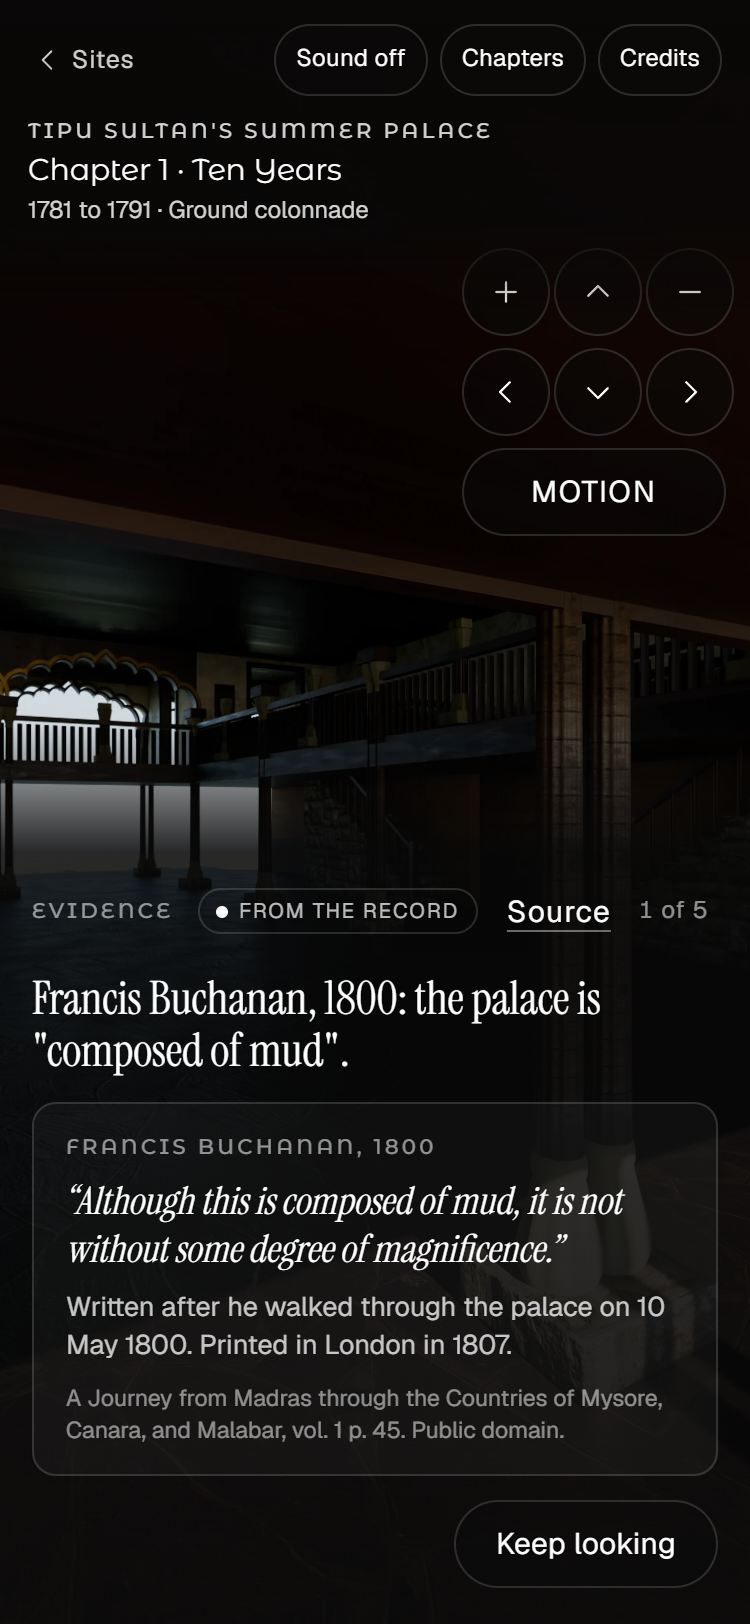 Sites
Sound off
Chapters
Credits
TIPU SULTAN'S SUMMER PALACE
Chapter 1 · Ten Years
1781 to 1791 · Ground colonnade
MOTION
EVIDENCE
FROM THE RECORD
Source
1 of 5
Francis Buchanan, 1800: the palace is
"composed of mud".
FRANCIS BUCHANAN, 1800
“Although this is composed of mud, it is not
without some degree of magnificence.”
Written after he walked through the palace on 10
May 1800. Printed in London in 1807.
A Journey from Madras through the Countries of Mysore,
Canara, and Malabar, vol. 1 p. 45. Public domain.
Keep looking